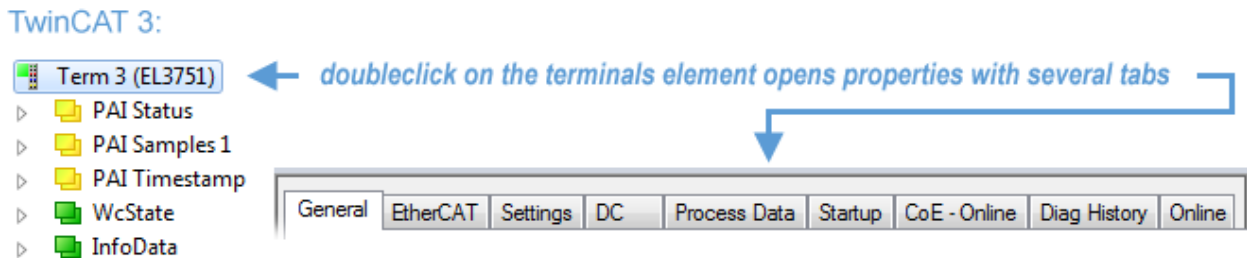 TwinCAT 3:
Term 3 (EL3751)
doubleclick on the terminals element opens properties with several tabs
PAI Status
PAI Samples 1
PAI Timestamp
WcState
InfoData
General EtherCAT Settings DC Process Data Startup CoE - Online Diag History Online